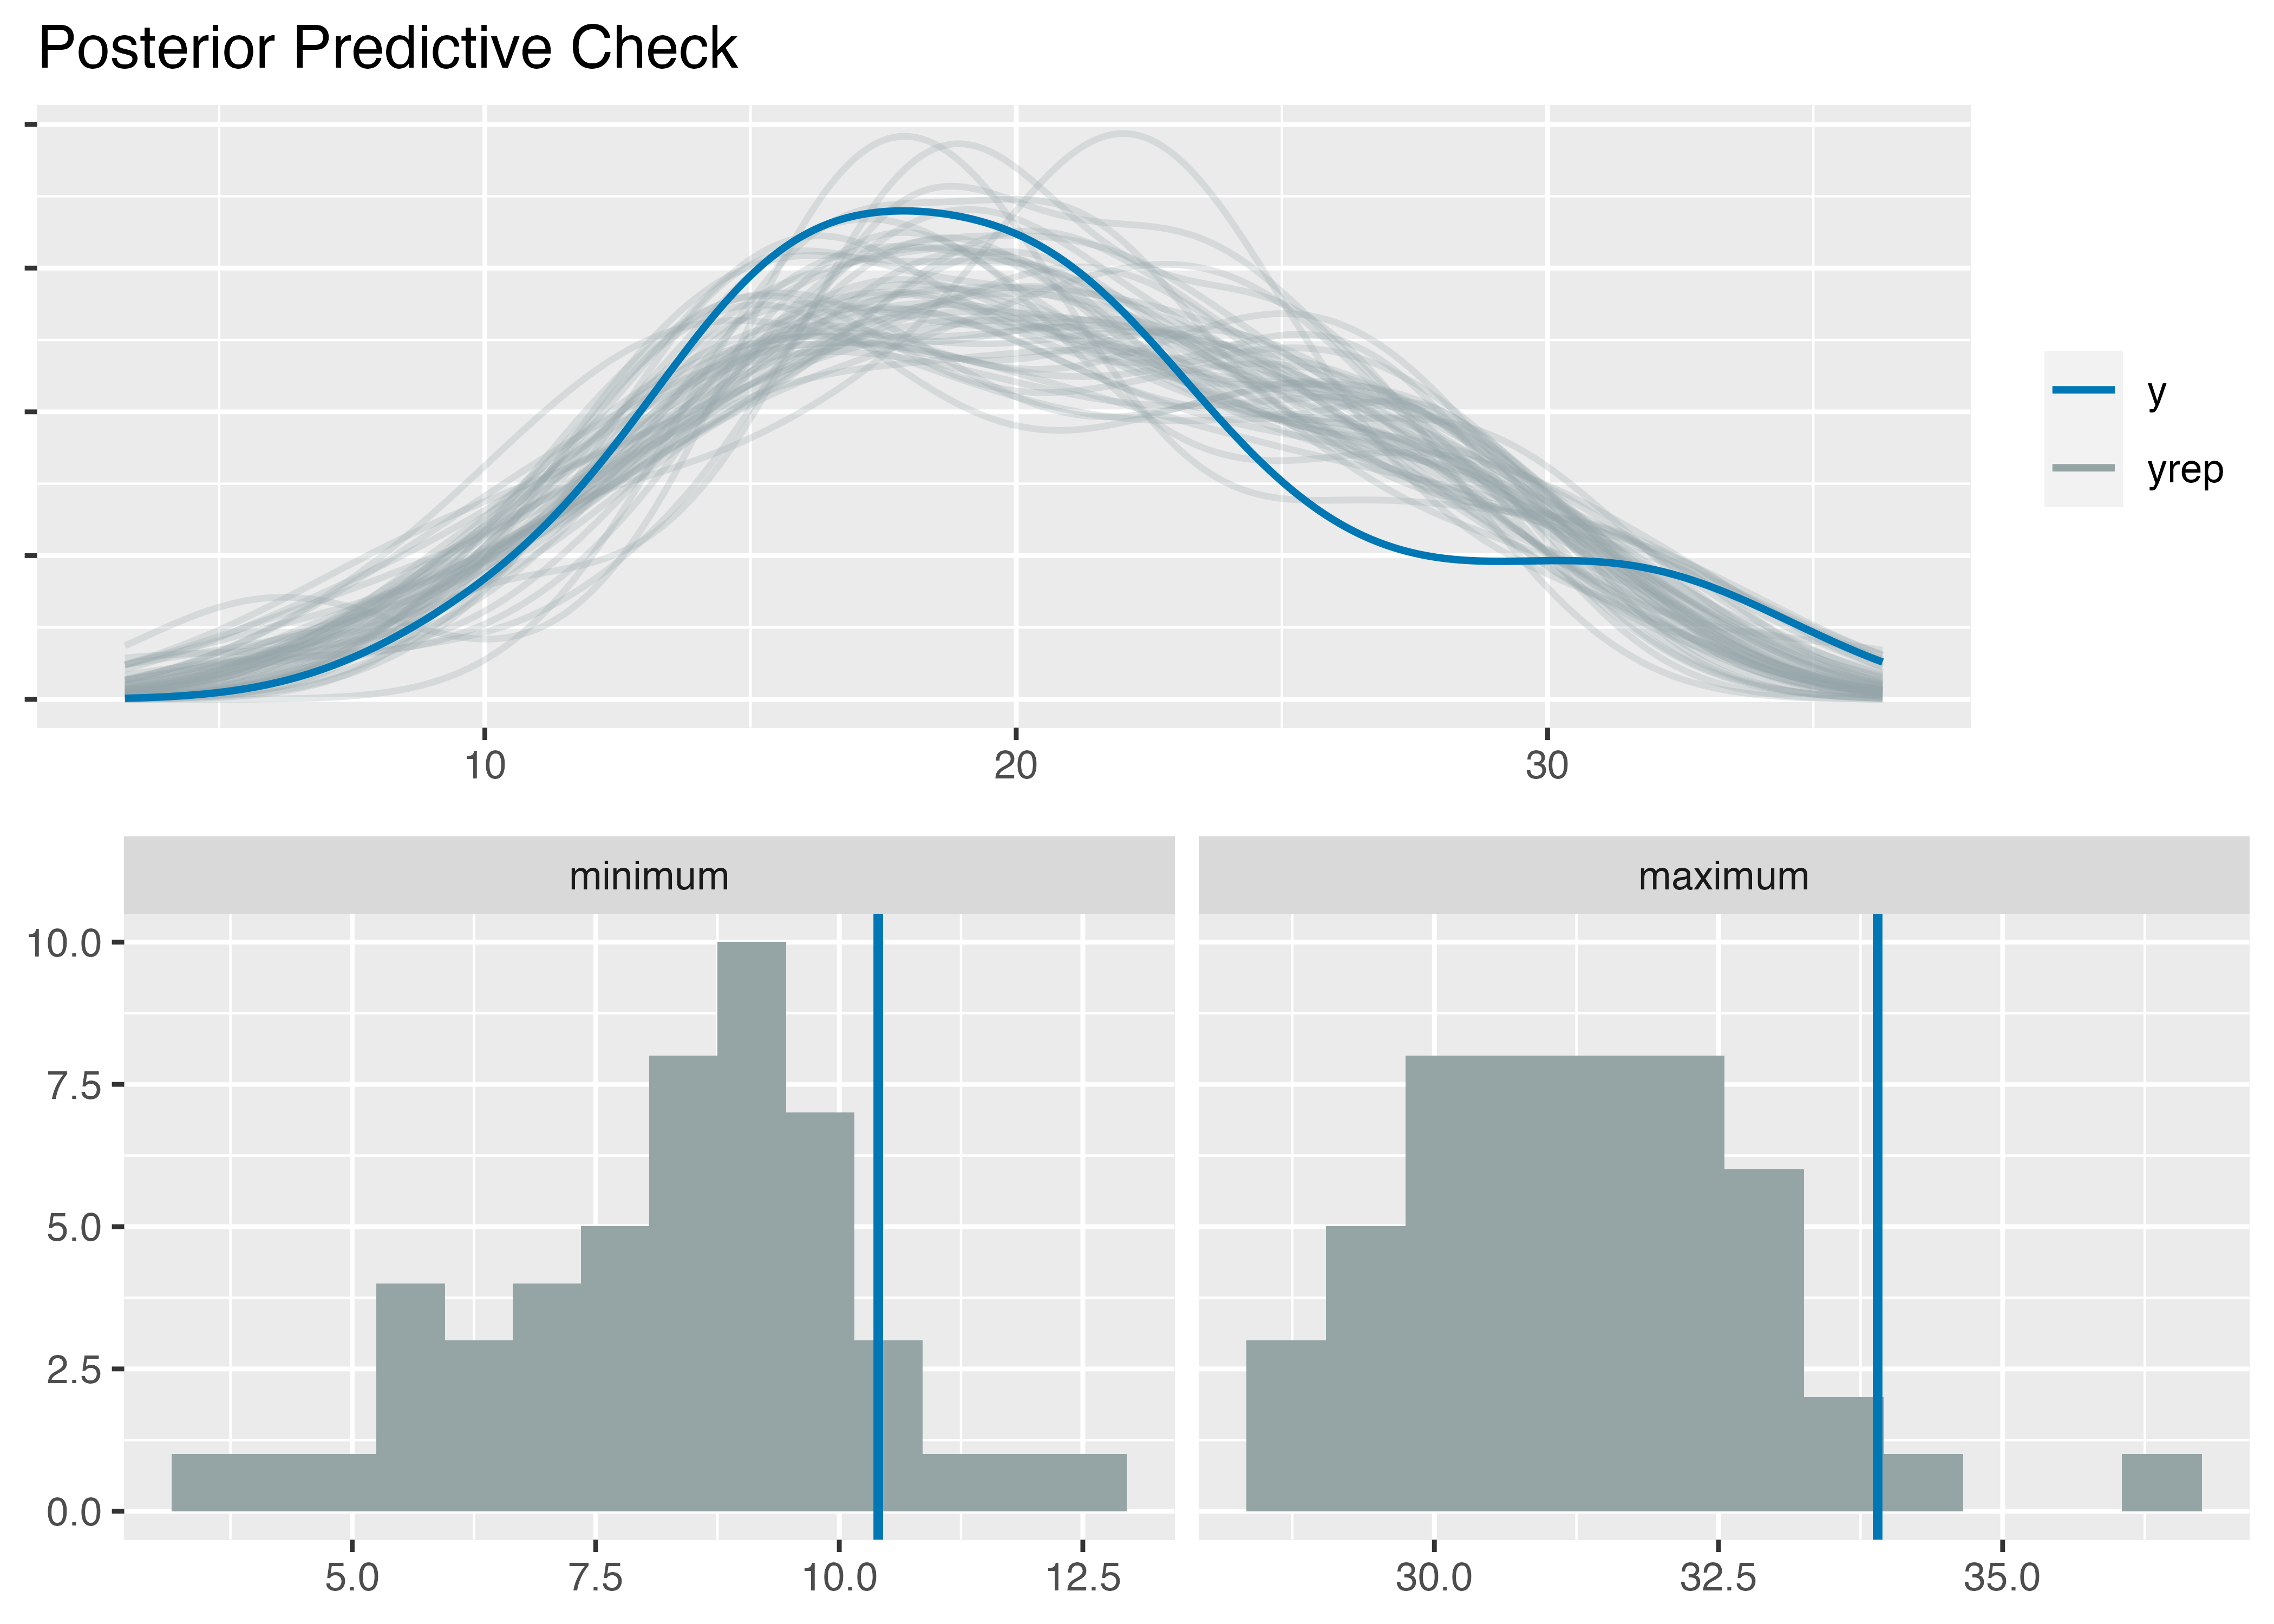 Posterior Predictive Check
y
yrep
10 20 30
minimum maximum
10.0
7.5
5.0
2.5
0.0
5.0 7.5 10.0 12.5 30.0 32.5 35.0